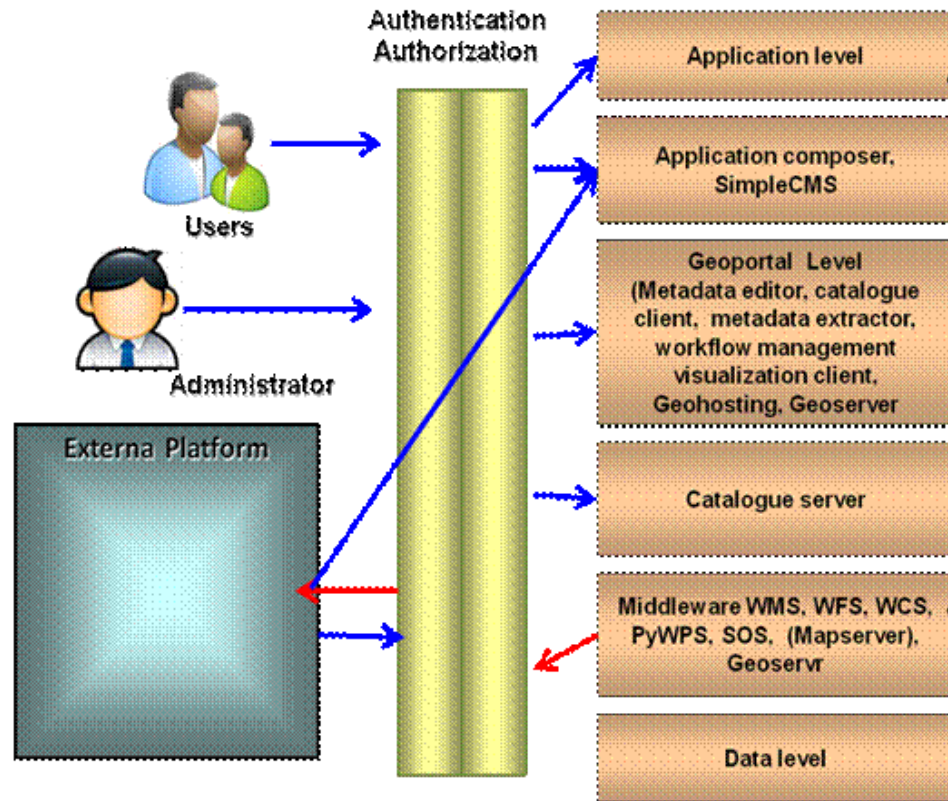 Authentication
Authorization
Users
Administrator
Externa Platform
Application level
Application composer,
SimpleCMS
Geoportal Level
(Metadata editor, catalogue
client, metadata extractor,
workflow management
visualization client,
Geohosting, Geoserver
Catalogue server
Middleware WMS, WFS, WCS,
PyWPS, SOS, (Mapserver),
Geoservr
Data level